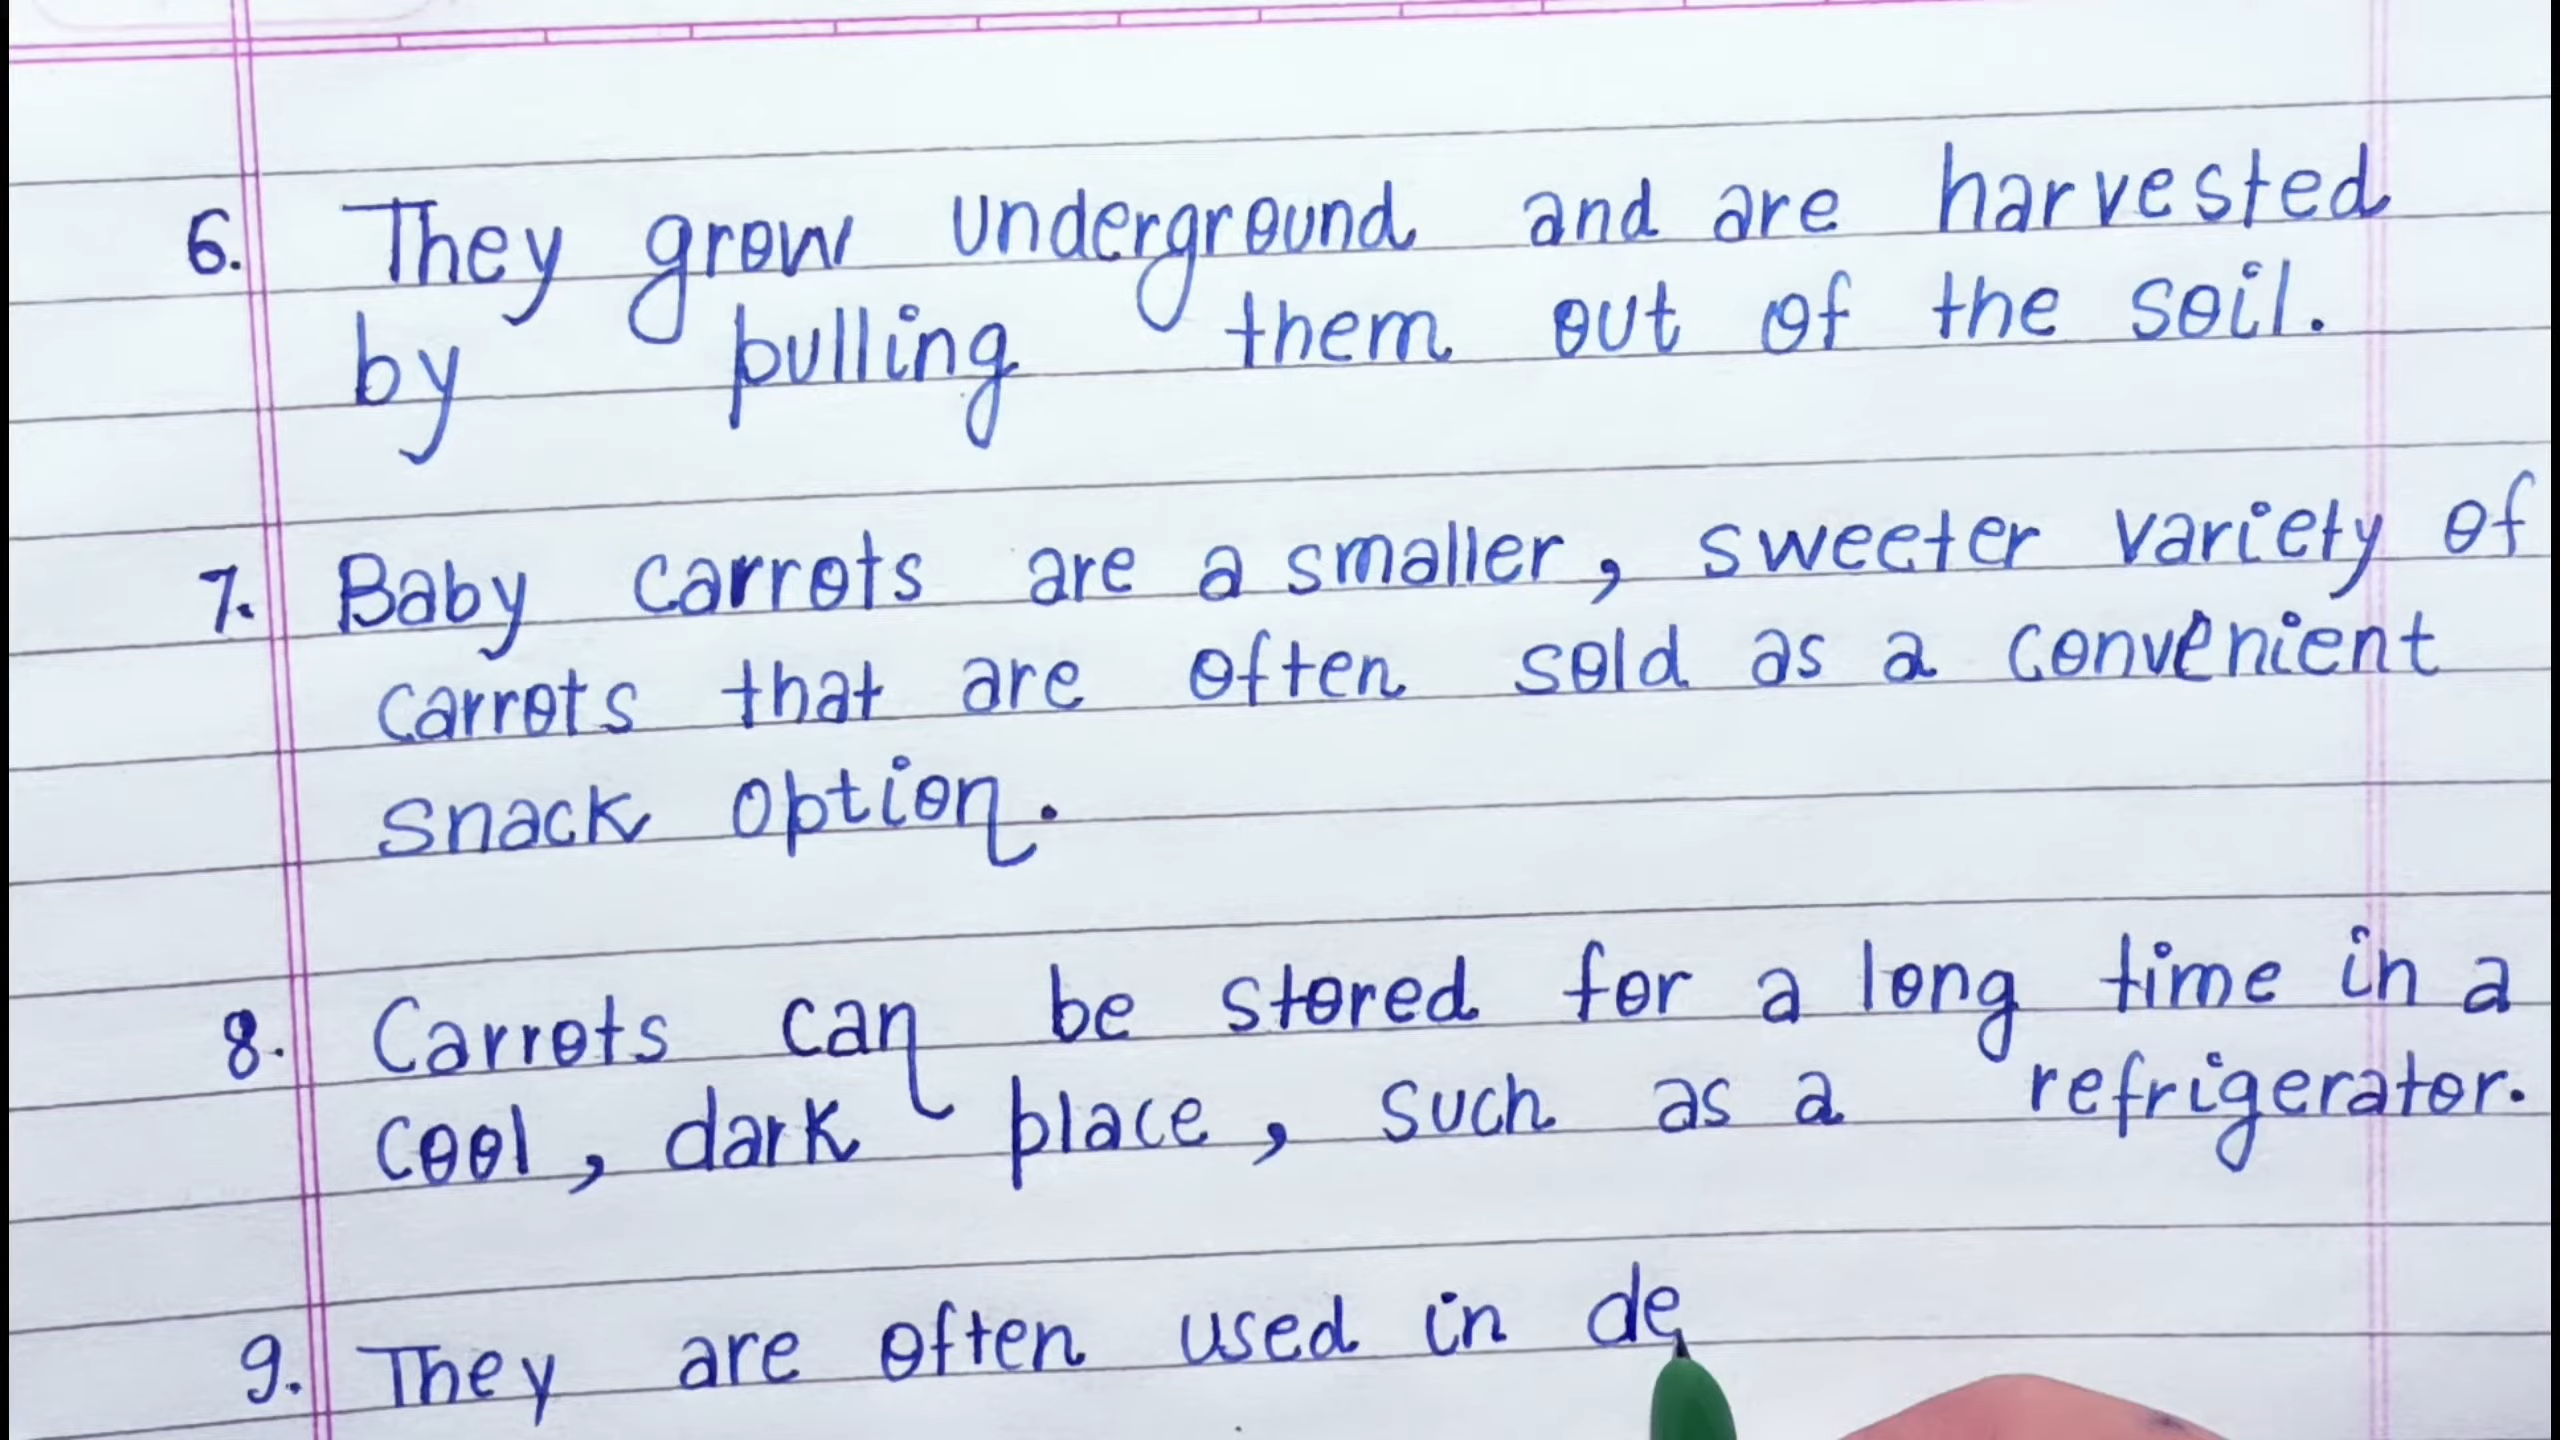 6. They grow underground and are harvested
by pulling them out of the soil.
7. Baby carrots are a smaller, sweeter variety of
carrots that are often sold as a convenient
snack option.
8. Carrots can be stored for a long time in a
cool, dark place, such as a refrigerator.
9. They are often used in de